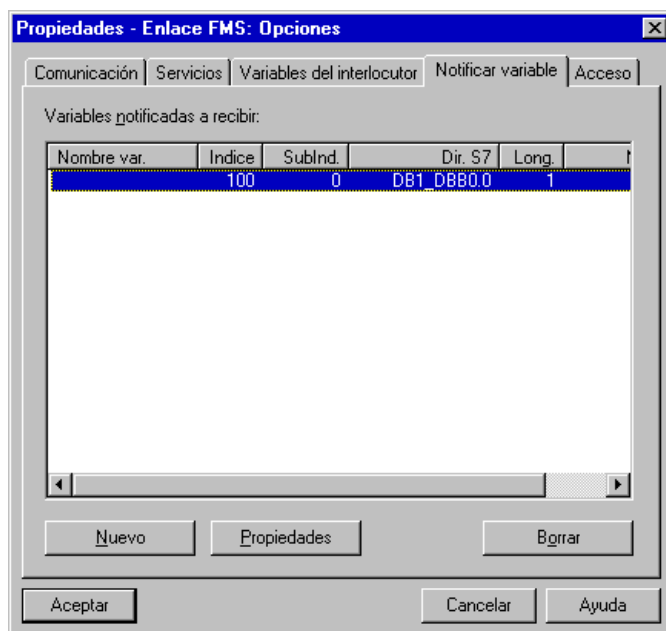 Propiedades - Enlace FMS: Opciones
Comunicación Servicios Variables del interlocutor Notificar variable Acceso
Variables notificadas a recibir:
Nombre var. Indice SubInd. Dir. S7 Long.
100 0 DB1_DBB0.0 1
Nuevo Propiedades Borrar
Aceptar Cancelar Ayuda